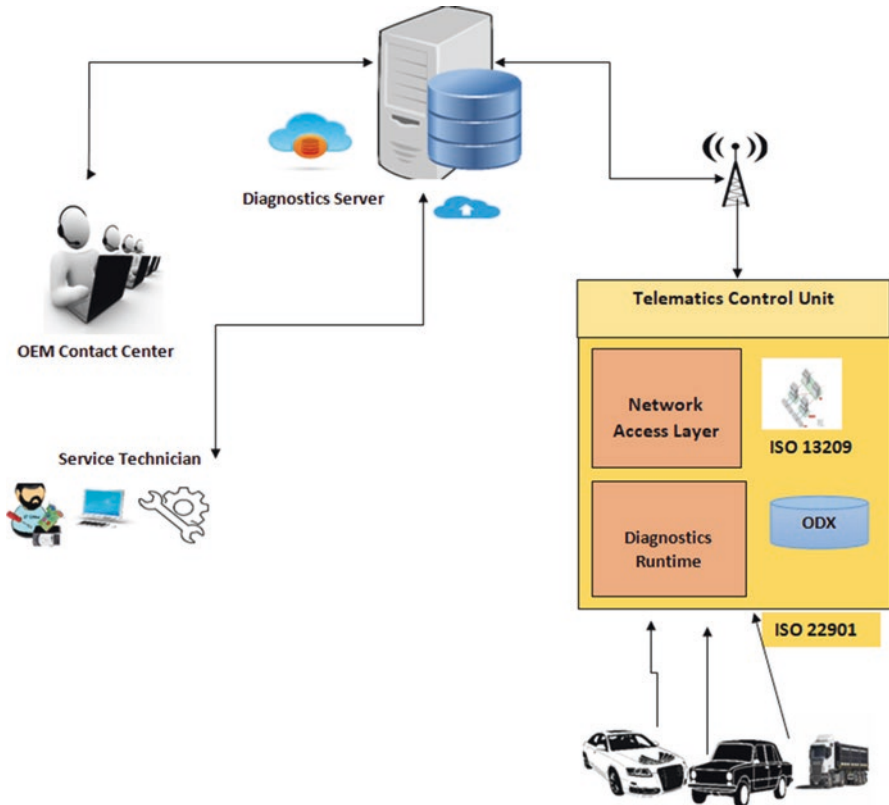 Diagnostics Server
OEM Contact Center
Service Technician
Telematics Control Unit
Network
Access Layer
ISO 13209
ODX
Diagnostics
Runtime
ISO 22901